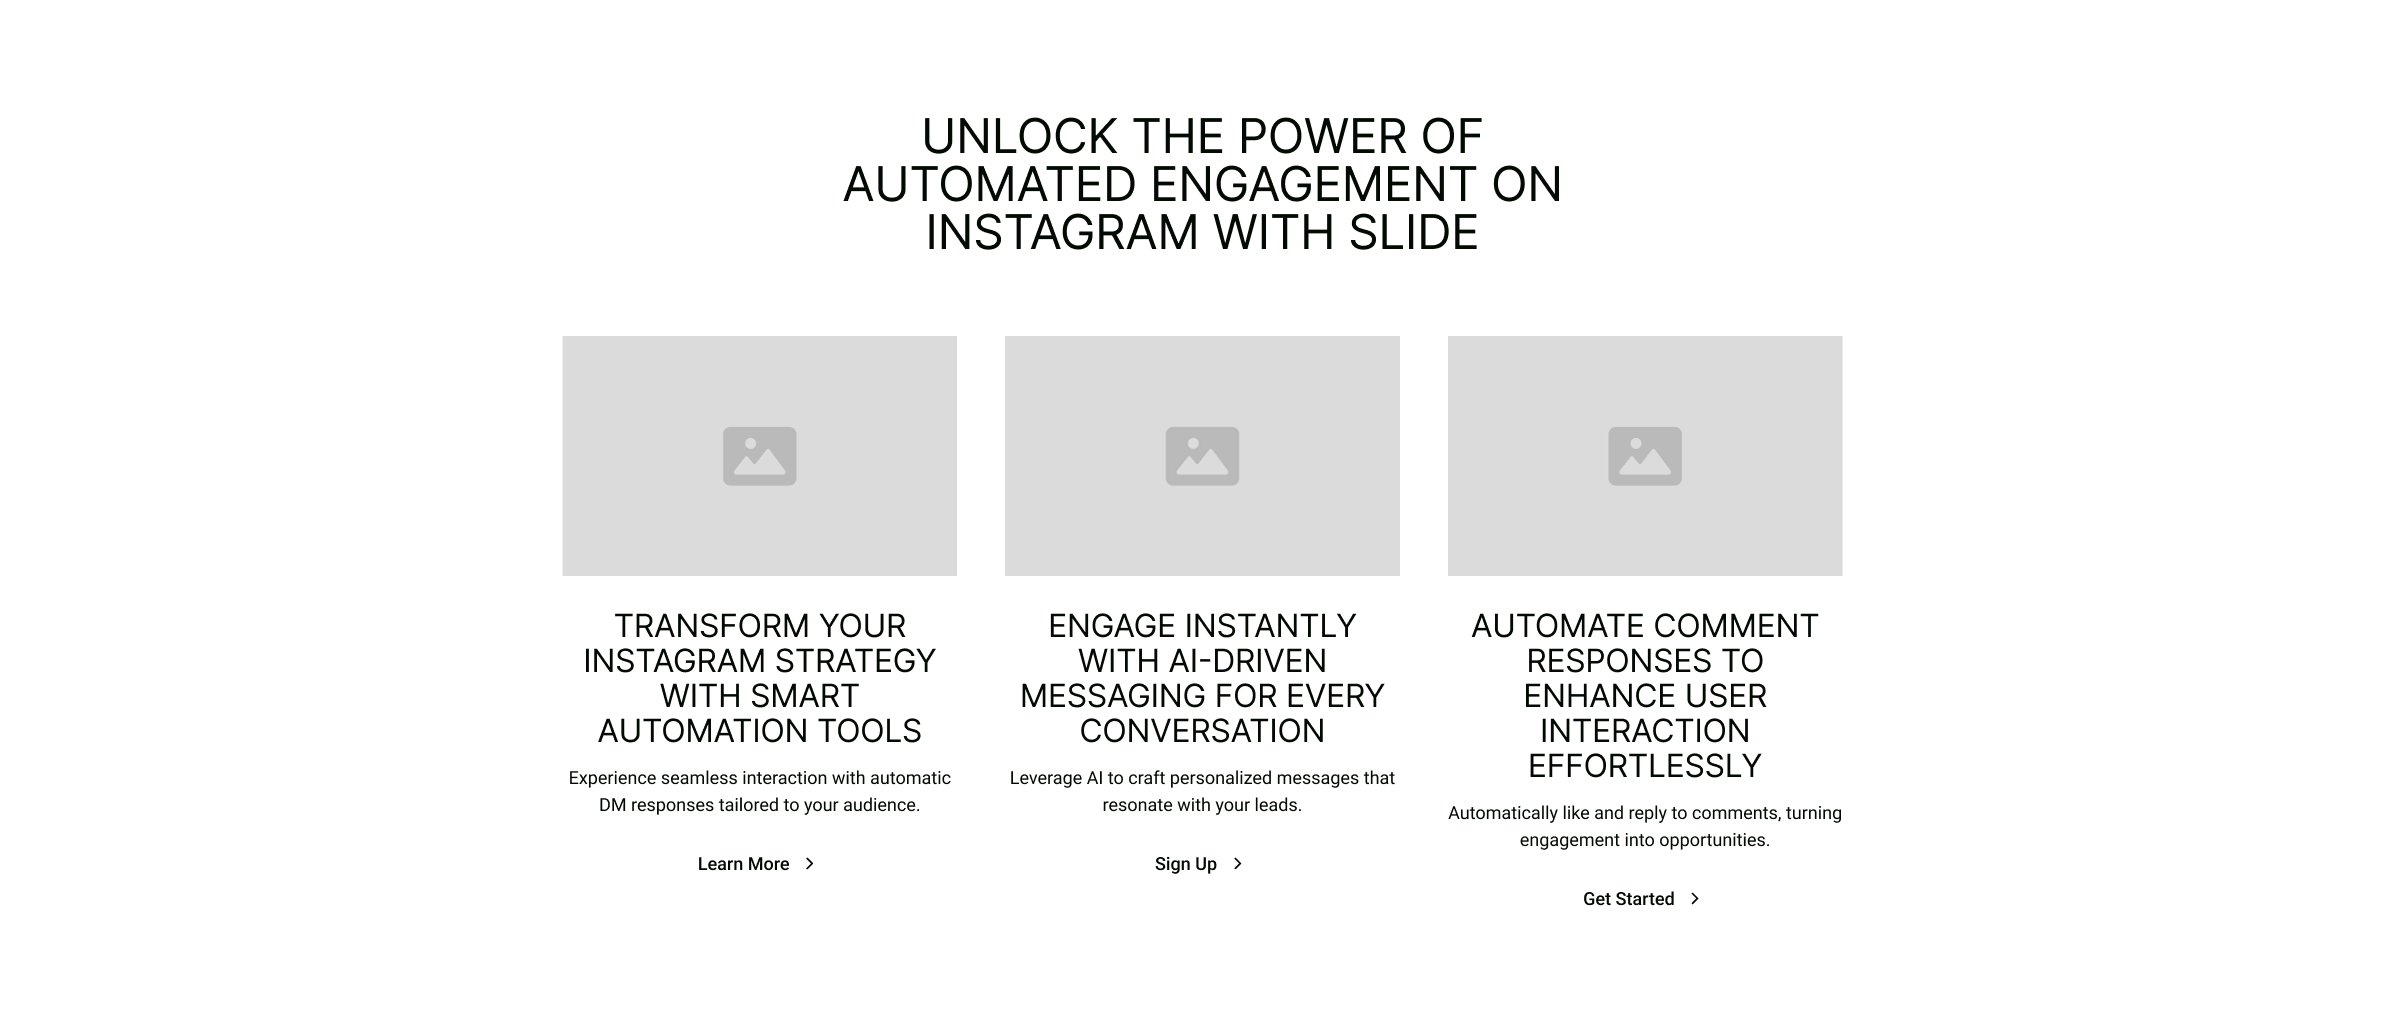 UNLOCK THE POWER OF
AUTOMATED ENGAGEMENT ON
INSTAGRAM WITH SLIDE
TRANSFORM YOUR
INSTAGRAM STRATEGY
WITH SMART
AUTOMATION TOOLS
Experience seamless interaction with automatic
DM responses tailored to your audience.
Learn More
ENGAGE INSTANTLY
WITH AI-DRIVEN
MESSAGING FOR EVERY
CONVERSATION
Leverage AI to craft personalized messages that
resonate with your leads.
Sign Up
AUTOMATE COMMENT
RESPONSES TO
ENHANCE USER
INTERACTION
EFFORTLESSLY
Automatically like and reply to comments, turning
engagement into opportunities.
Get Started